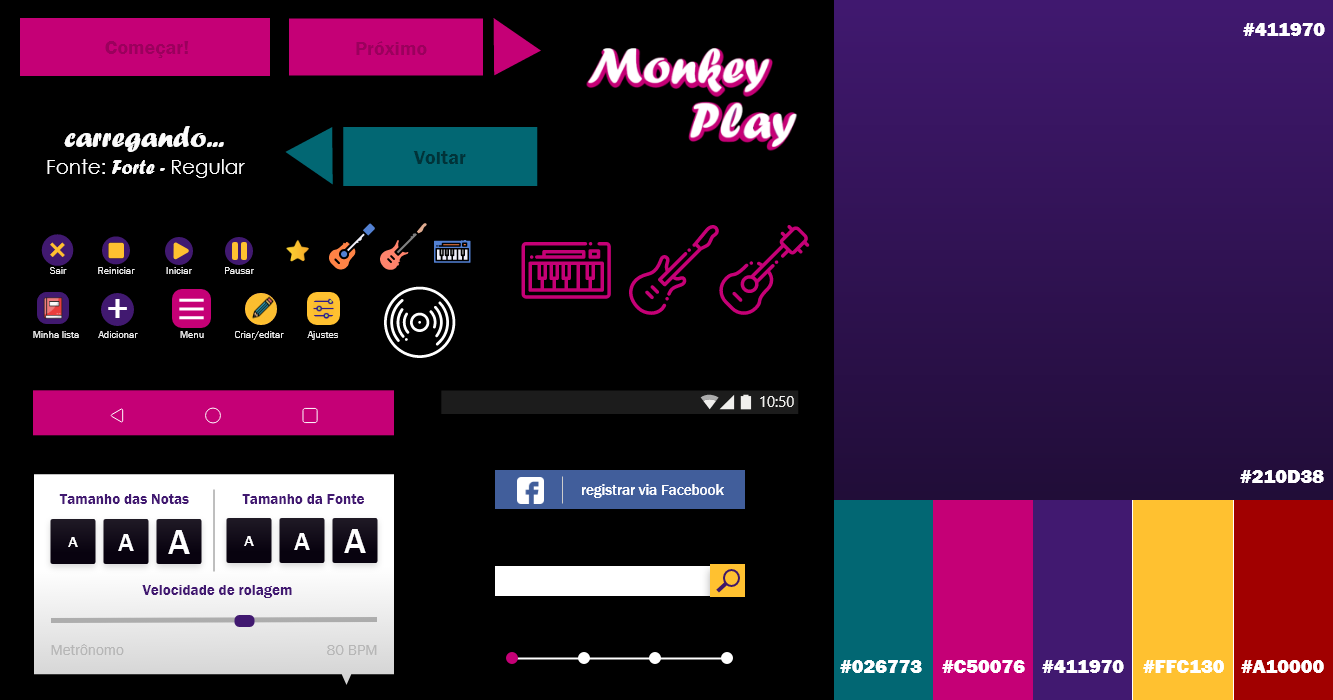 Começar!
Próximo
Monkey
Play
#411970
carregando...
Fonte: Forte - Regular
Voltar
Sair
Reiniciar
Iniciar
Pausar
Minha lista
Adicionar
Menu
Criar/editar
Ajustes
10:50
Tamanho das Notas
Tamanho da Fonte
A A A
A A A
Velocidade de rolagem
Metrônomo
80 BPM
f
registrar via Facebook
#210D38
#026773
#C50076
#411970
#FFC130
#A10000